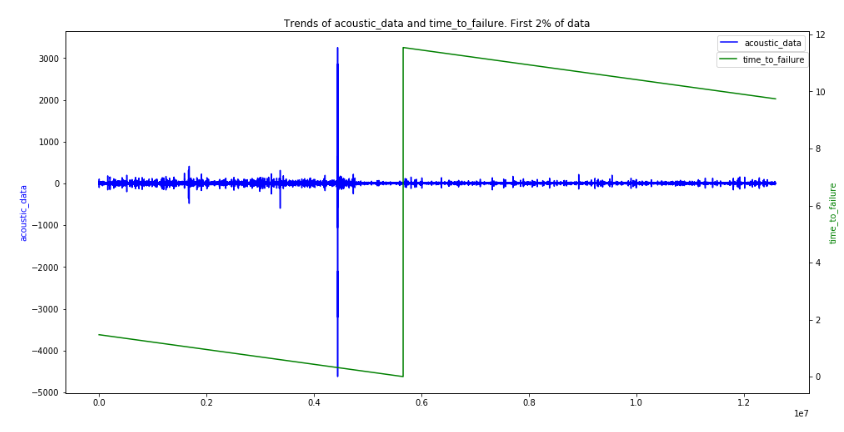 Trends of acoustic_data and time_to_failure. First 2% of data
acoustic_data
time_to_failure
3000
2000
1000
0
−1000
−2000
−3000
−4000
−5000
acoustic_data
12
10
8
6
4
2
0
time_to_failure
0.0 0.2 0.4 0.6 0.8 1.0 1.2
1e7